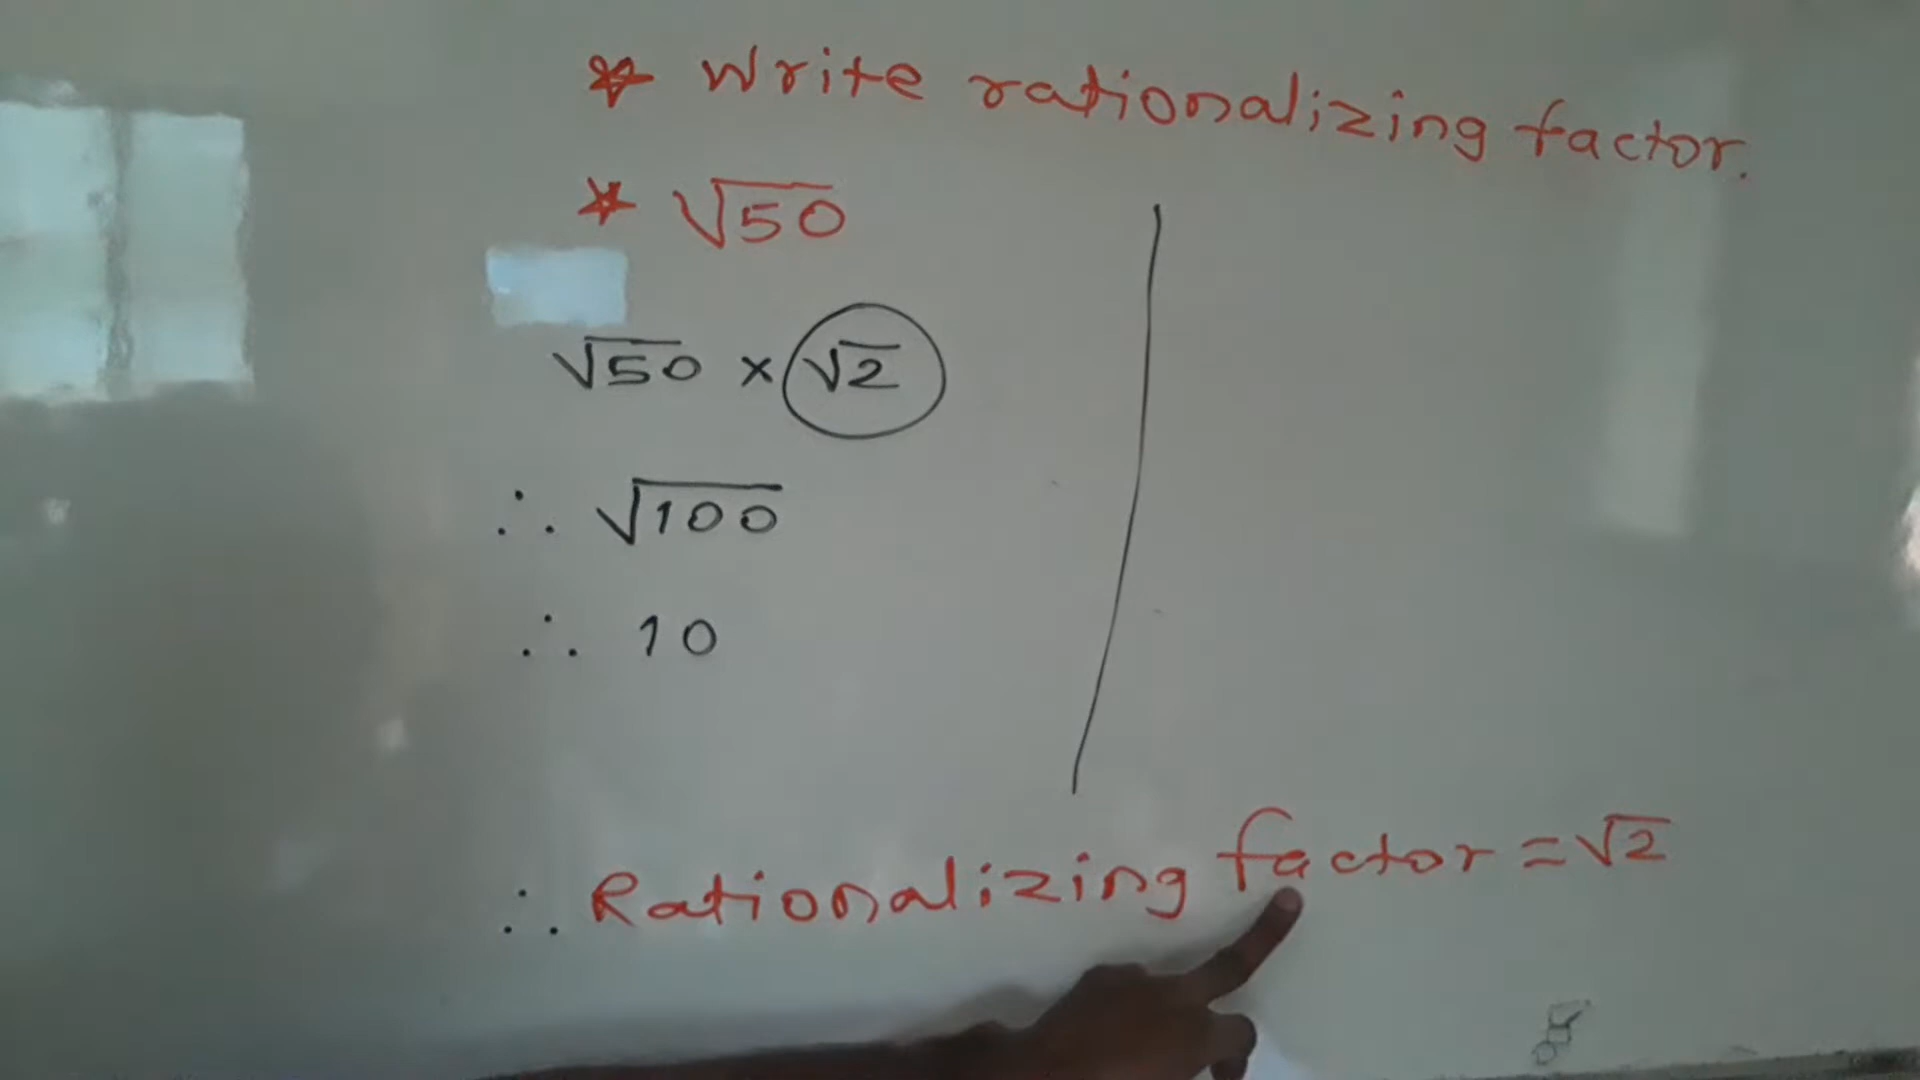 * Write rationalizing factor.
* √50
√50 × √2
∴ √100
∴ 10
∴ Rationalizing factor = √2